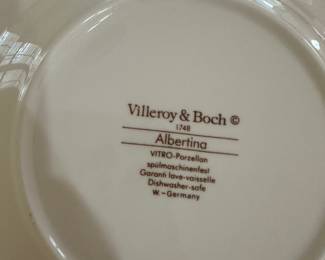 Villeroy & Boch ©
1748
Albertina
VITRO-Porzellan
spülmaschinenfest
Garanti lave-vaisselle
Dishwasher-safe
W.-Germany